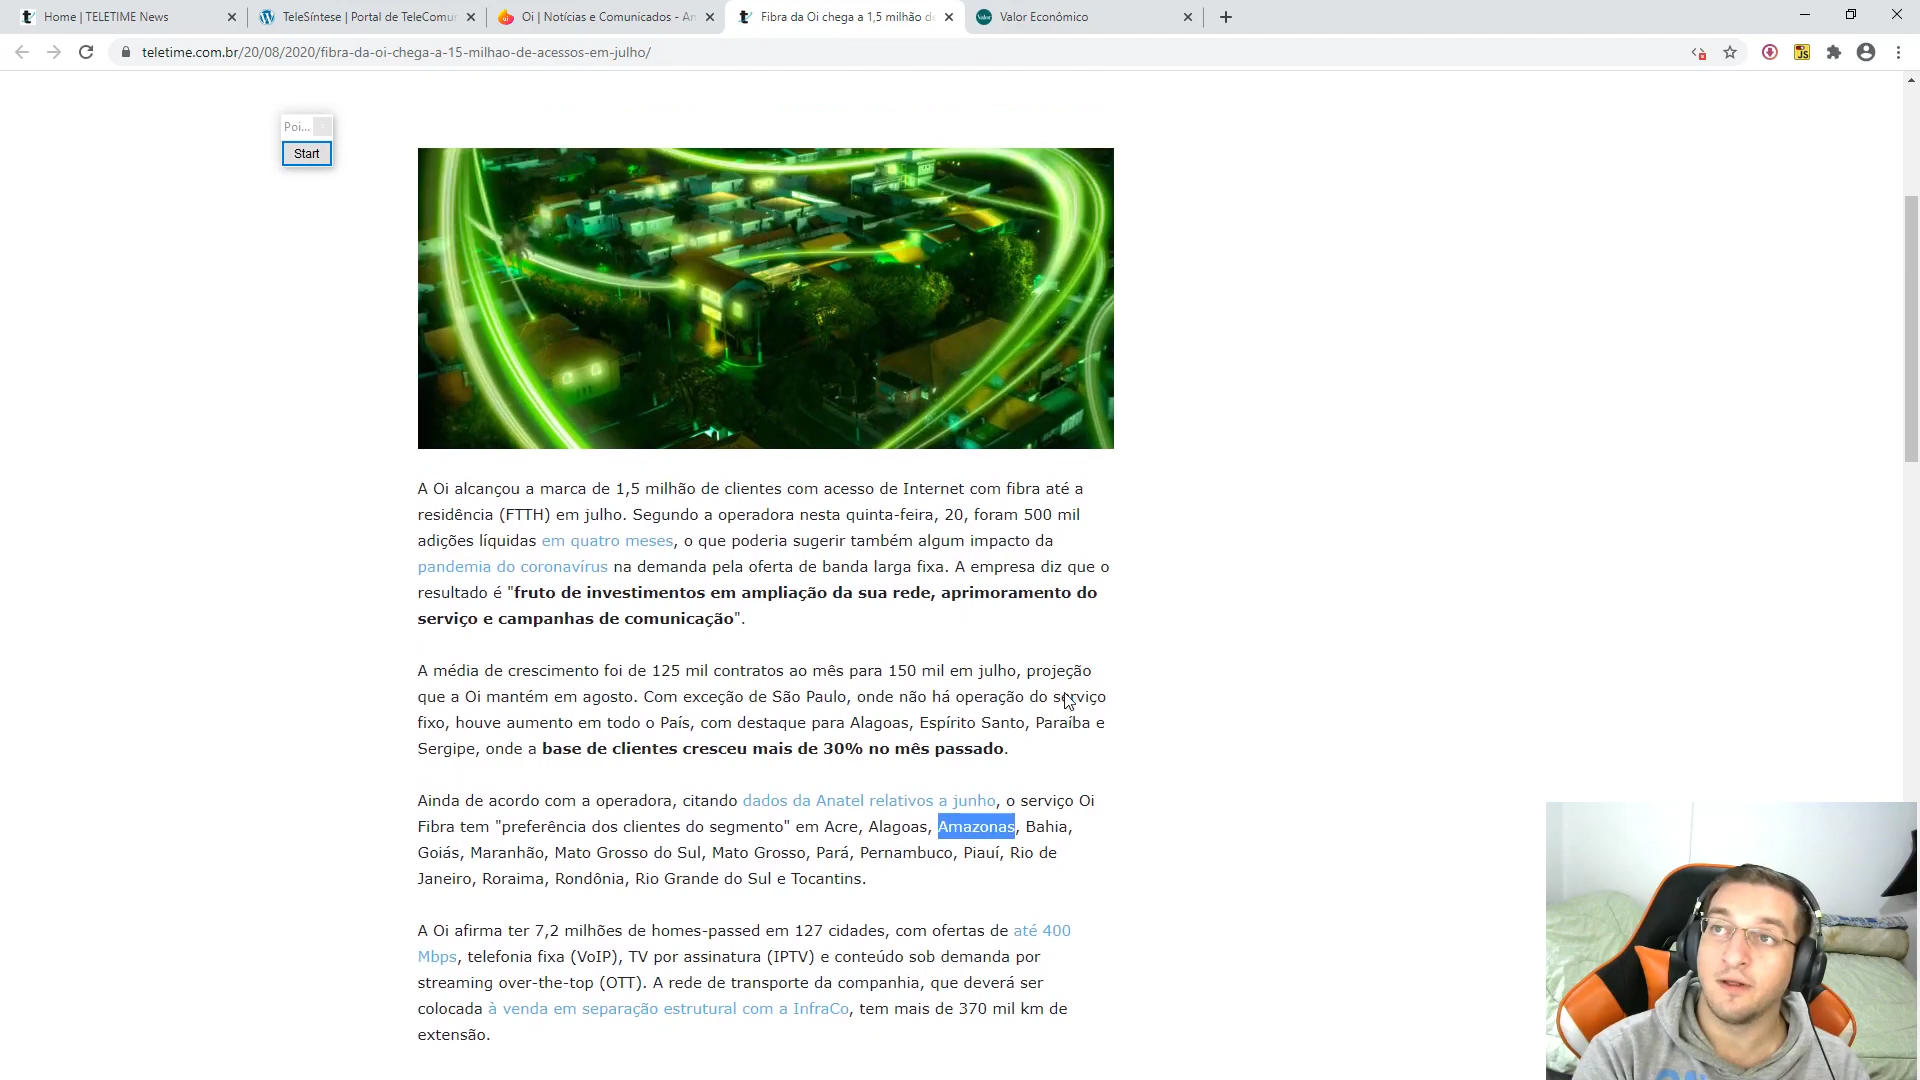 Home | TELETIME News
TeleSíntese | Portal de TeleComu
Oi | Notícias e Comunicados - An
Fibra da Oi chega a 1,5 milhão de
Valor Econômico
teletime.com.br/20/08/2020/fibra-da-oi-chega-a-15-milhao-de-acessos-em-julho/
JS
Poi...
Start
A Oi alcançou a marca de 1,5 milhão de clientes com acesso de Internet com fibra até a
residência (FTTH) em julho. Segundo a operadora nesta quinta-feira, 20, foram 500 mil
adições líquidas em quatro meses, o que poderia sugerir também algum impacto da
pandemia do coronavírus na demanda pela oferta de banda larga fixa. A empresa diz que o
resultado é "fruto de investimentos em ampliação da sua rede, aprimoramento do
serviço e campanhas de comunicação".
A média de crescimento foi de 125 mil contratos ao mês para 150 mil em julho, projeção
que a Oi mantém em agosto. Com exceção de São Paulo, onde não há operação do serviço
fixo, houve aumento em todo o País, com destaque para Alagoas, Espírito Santo, Paraíba e
Sergipe, onde a base de clientes cresceu mais de 30% no mês passado.
Ainda de acordo com a operadora, citando dados da Anatel relativos a junho, o serviço Oi
Fibra tem "preferência dos clientes do segmento" em Acre, Alagoas, Amazonas, Bahia,
Goiás, Maranhão, Mato Grosso do Sul, Mato Grosso, Pará, Pernambuco, Piauí, Rio de
Janeiro, Roraima, Rondônia, Rio Grande do Sul e Tocantins.
A Oi afirma ter 7,2 milhões de homes-passed em 127 cidades, com ofertas de até 400
Mbps, telefonia fixa (VoIP), TV por assinatura (IPTV) e conteúdo sob demanda por
streaming over-the-top (OTT). A rede de transporte da companhia, que deverá ser
colocada à venda em separação estrutural com a InfraCo, tem mais de 370 mil km de
extensão.